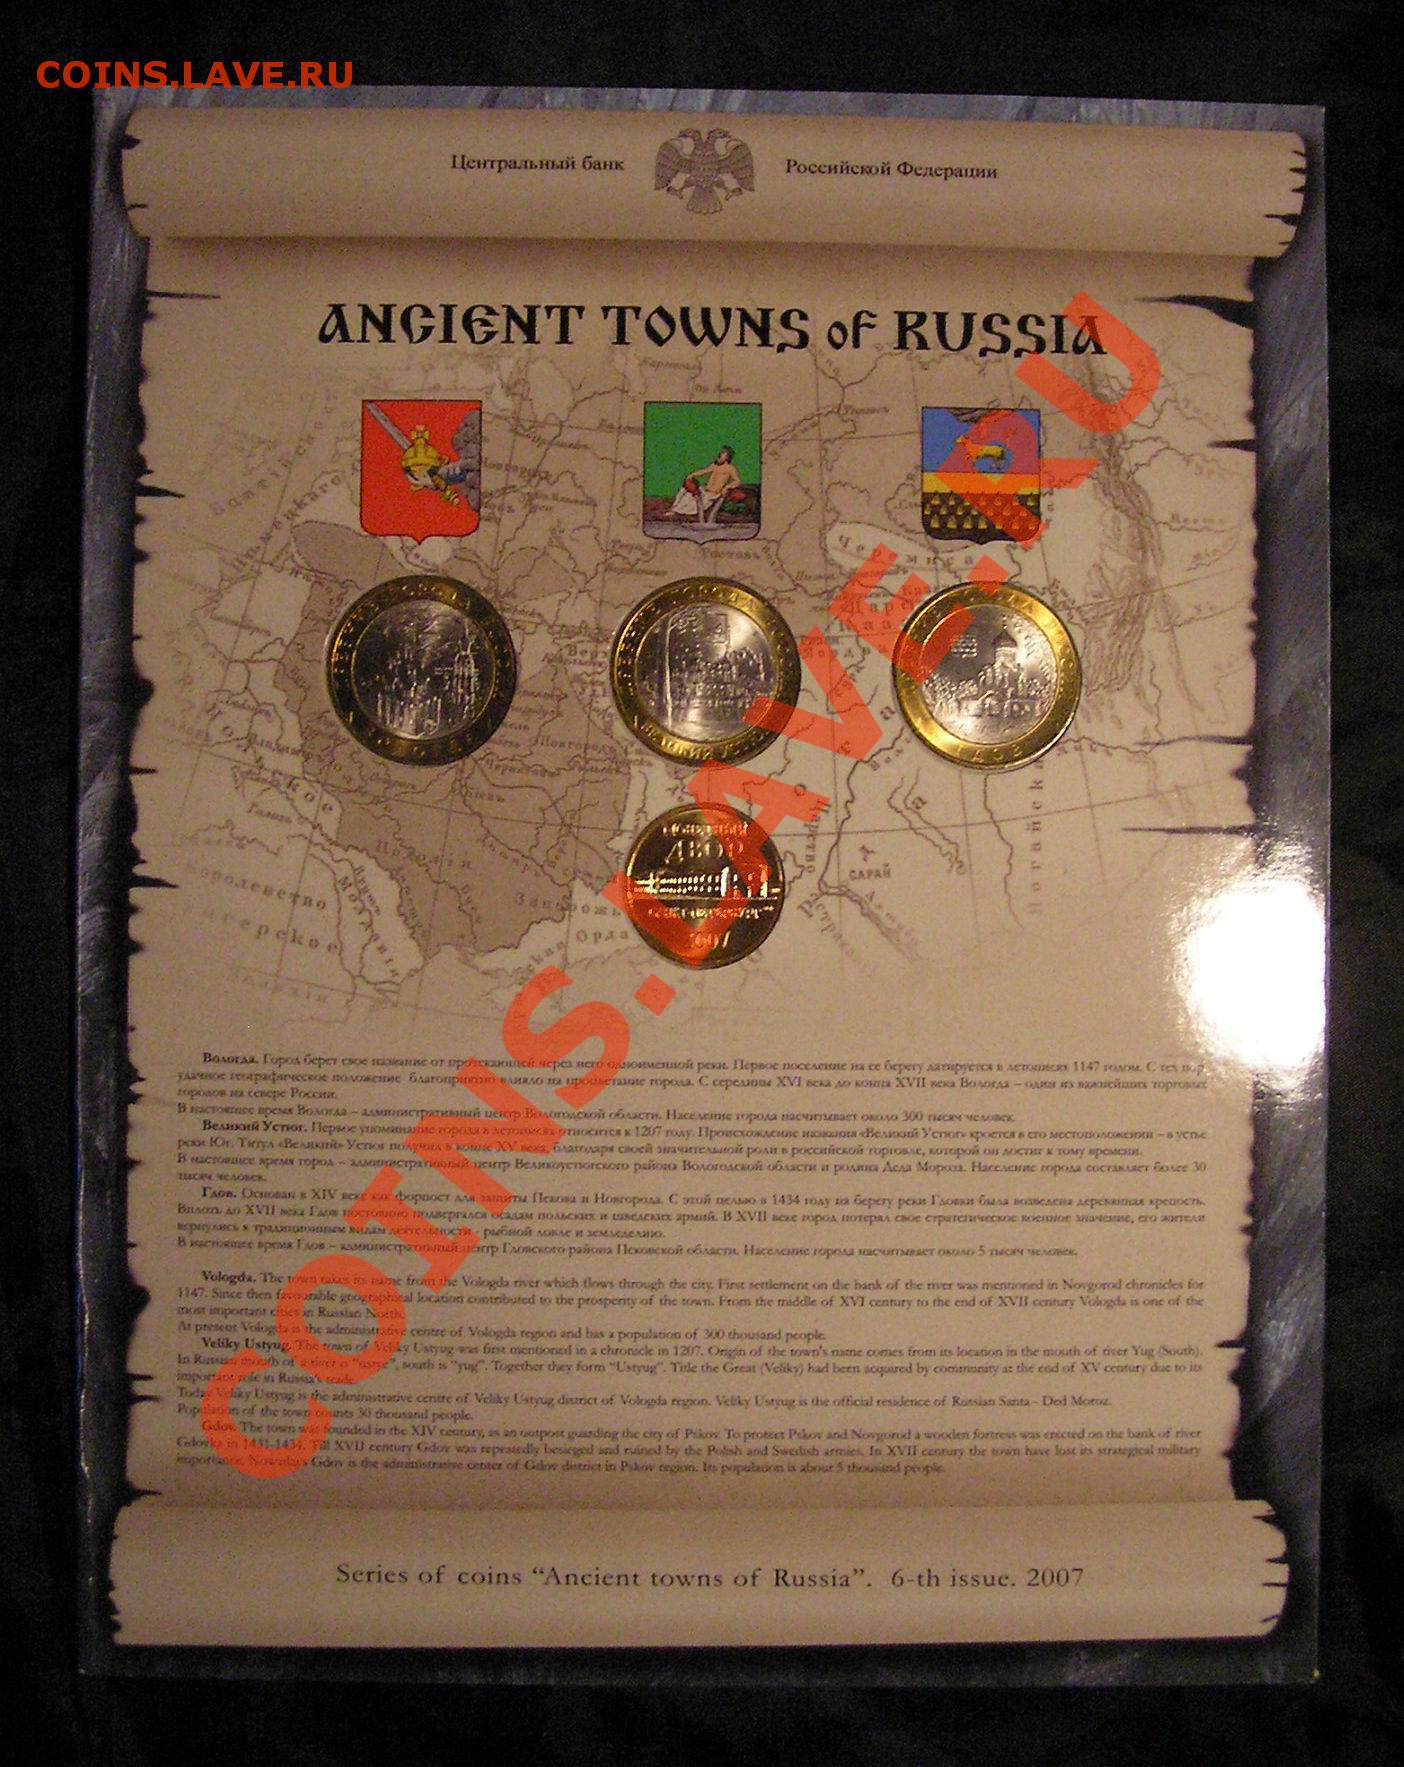 COINS.LAVE.RU
Центральный банк Российской Федерации
ANCIENT TOWNS of RUSSIA
ДРЕВНИЕ ГОРОДА РОССИИ
ВОЛОГДА
ДРЕВНИЕ ГОРОДА РОССИИ
ВЕЛИКИЙ УСТЮГ
ГОРОДА
ГДОВ
МОНЕТНЫЙ
ДВОР
САНКТ-ПЕТЕРБУРГ
2007
САРАЙ
Запорожь
Орда
COINS.LAVE.RU
Вологда. Город берет свое название от протекающей через него одноименной реки. Первое поселение на ее берегу датируется в летописях 1147 годом. С тех пор
удачное географическое положение благоприятно влияло на процветание города. С середины XVI века до конца XVII века Вологда – один из важнейших торговых
городов на севере России.
В настоящее время Вологда – административный центр Вологодской области. Население города насчитывает около 300 тысяч человек.
Великий Устюг. Первое упоминание города в летописях относится к 1207 году. Происхождение названия «Великий Устюг» кроется в его местоположении – в устье
реки Юг. Титул «Великий» Устюг получил в конце XV века, благодаря своей значительной роли в российской торговле, которой он достиг к тому времени.
В настоящее время город – административный центр Великоустюгского района Вологодской области и родина Деда Мороза. Население города составляет более 30
тысяч человек.
Гдов. Основан в XIV веке как форпост для защиты Пскова и Новгорода. С этой целью в 1434 году на берегу реки Гдовки была возведена деревянная крепость.
Вплоть до XVII века Гдов постоянно подвергался осадам польских и шведских армий. В XVII веке город потерял свое стратегическое военное значение, его жители
вернулись к традиционным видам деятельности - рыбной ловле и земледелию.
В настоящее время Гдов – административный центр Гдовского района Псковской области. Население города насчитывает около 5 тысяч человек.
Vologda. The town takes its name from the Vologda river which flows through the city. First settlement on the bank of the river was mentioned in Novgorod chronicles for
1147. Since then favourable geographical location contributed to the prosperity of the town. From the middle of XVI century to the end of XVII century Vologda is one of the
most important cities in Russian North.
At present Vologda is the administrative centre of Vologda region and has a population of 300 thousand people.
Veliky Ustyug. The town of Veliky Ustyug was first mentioned in a chronicle in 1207. Origin of the town's name comes from its location in the mouth of river Yug (South).
In Russian mouth of a river is "ustye", south is "yug". Together they form "Ustyug". Title the Great (Veliky) had been acquired by community at the end of XV century due to its
important role in Russia's trade.
Today Veliky Ustyug is the administrative centre of Veliky Ustyug district of Vologda region. Veliky Ustyug is the official residence of Russian Santa - Ded Moroz.
Population of the town counts 30 thousand people.
Gdov. The town was founded in the XIV century, as an outpost guarding the city of Pskov. To protect Pskov and Novgorod a wooden fortress was erected on the bank of river
Gdovka in 1431-1434. Till XVII century Gdov was repeatedly besieged and ruined by the Polish and Swedish armies. In XVII century the town have lost its strategical military
importance. Nowadays Gdov is the administrative center of Gdov district in Pskov region. Its population is about 5 thousand people.
Series of coins "Ancient towns of Russia". 6-th issue. 2007